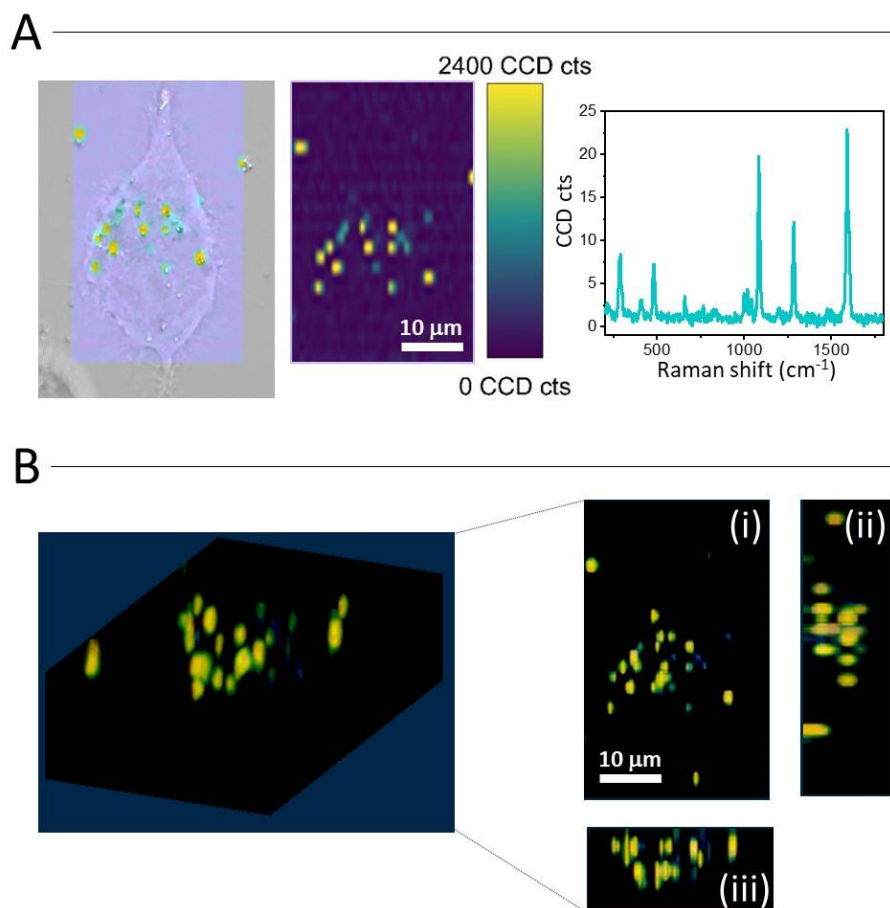 A
2400 CCD cts
10 µm
0 CCD cts
CCD cts
25
20
15
10
5
0
500
1000
1500
Raman shift (cm⁻¹)
B
(i)
(ii)
10 µm
(iii)